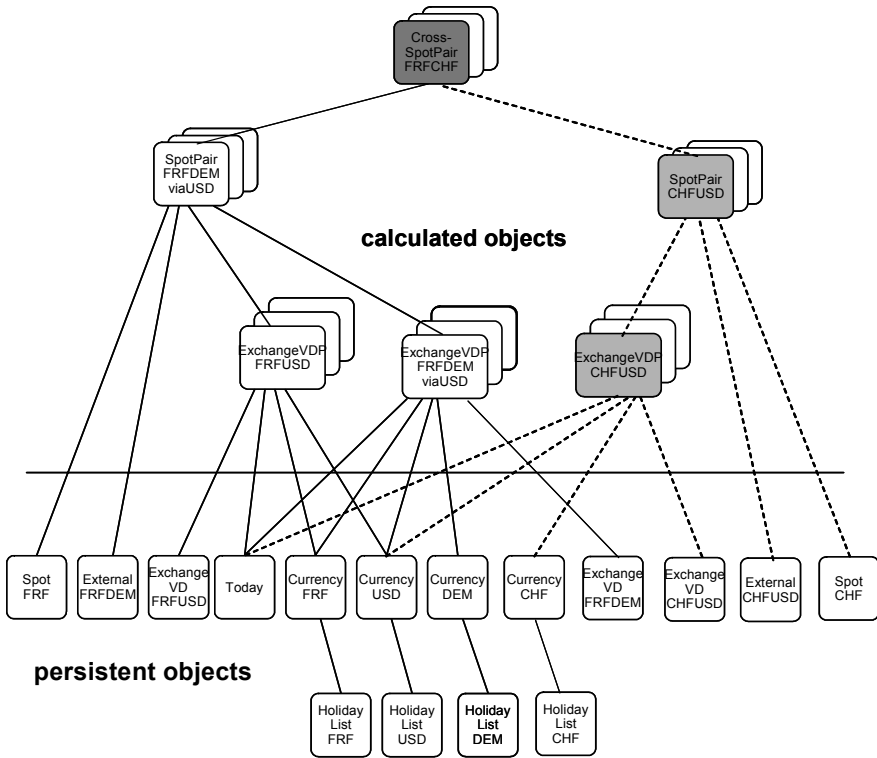 Cross-
SpotPair
FRFCHF
SpotPair
FRFDEM
viaUSD
SpotPair
CHFUSD
calculated objects
ExchangeVDP
FRFUSD
ExchangeVDP
FRFDEM
viaUSD
ExchangeVDP
CHFUSD
Spot
FRF
External
FRFDEM
Exchange
VD
FRFUSD
Today
Currency
FRF
Currency
USD
Currency
DEM
Currency
CHF
Exchange
VD
FRFDEM
Exchange
VD
CHFUSD
External
CHFUSD
Spot
CHF
persistent objects
Holiday
List
FRF
Holiday
List
USD
Holiday
List
DEM
Holiday
List
CHF